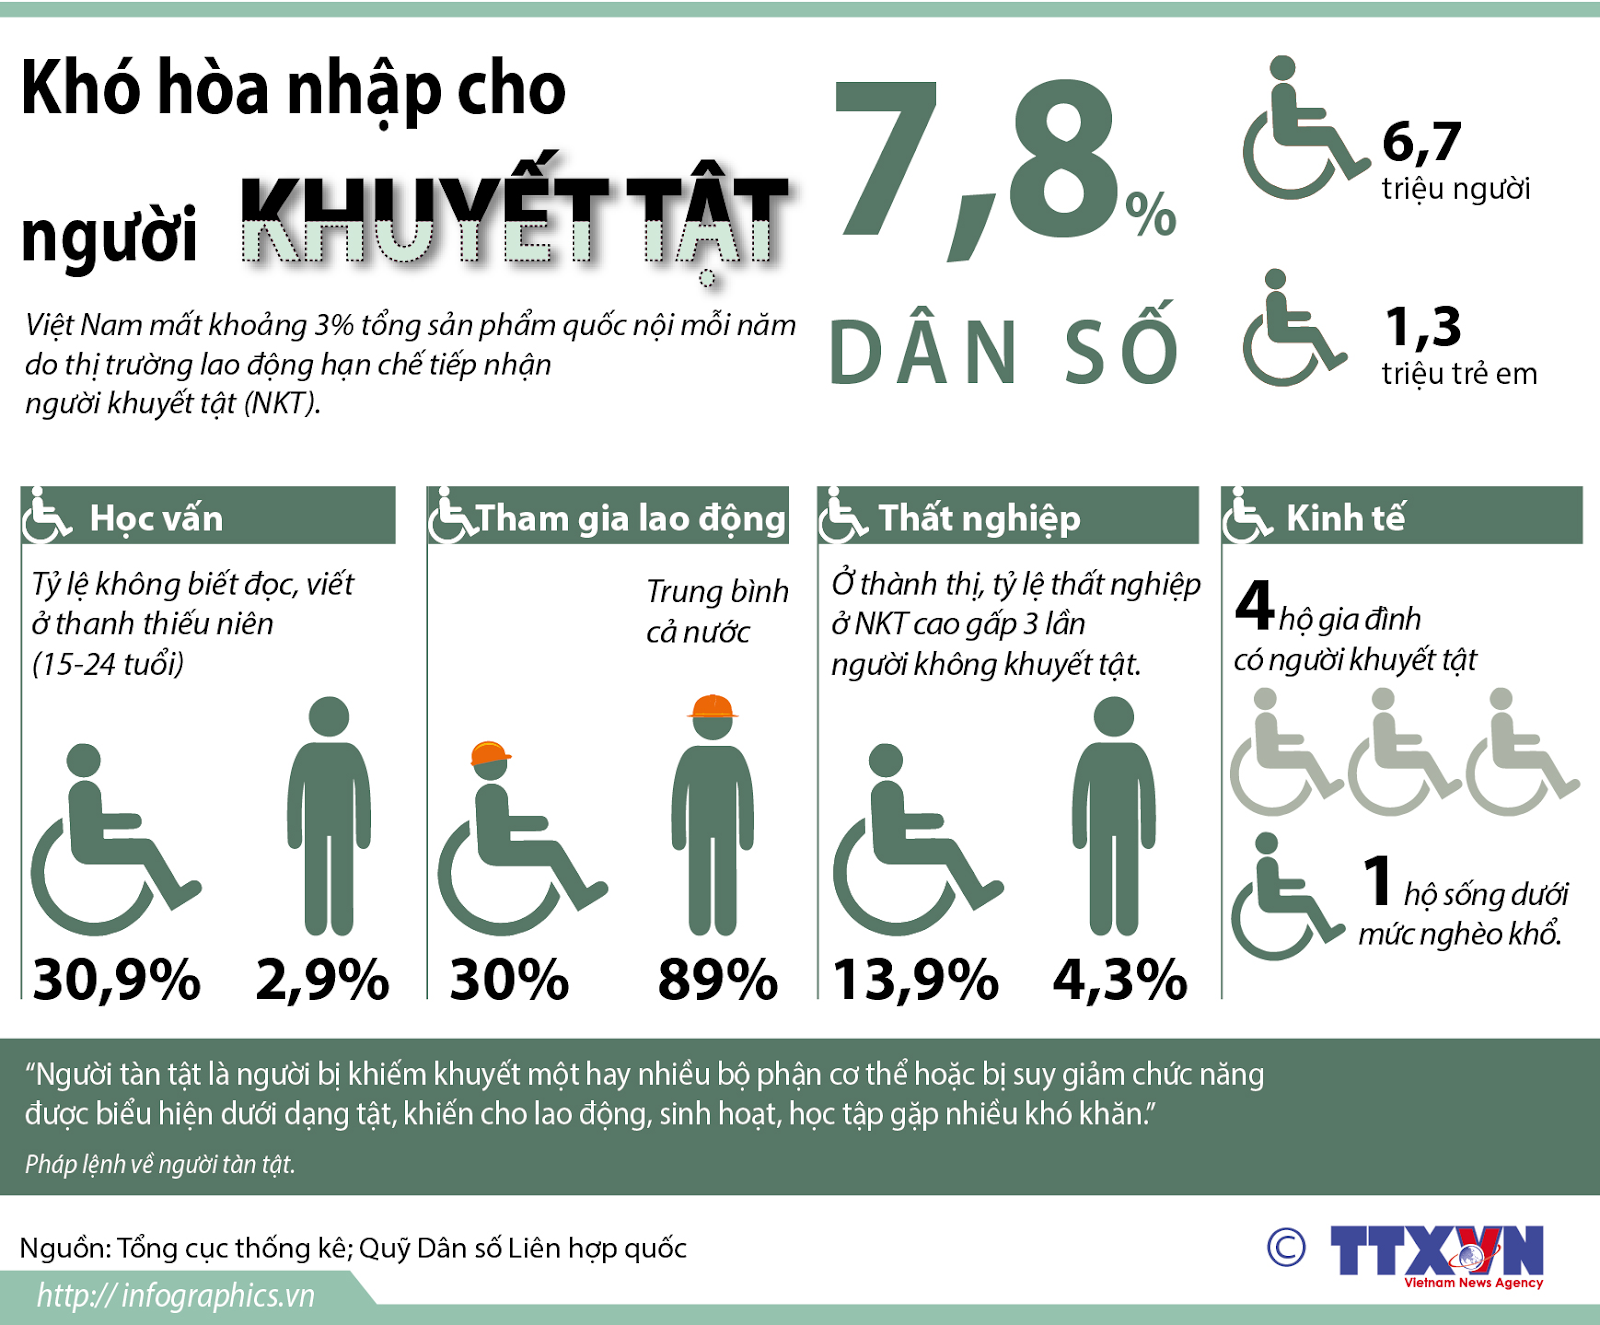 Khó hòa nhập cho
người KHUYẾT TẬT
Việt Nam mất khoảng 3% tổng sản phẩm quốc nội mỗi năm
do thị trường lao động hạn chế tiếp nhận
người khuyết tật (NKT).
7,8%
DÂN SỐ
6,7
triệu người
1,3
triệu trẻ em
Học vấn
Tỷ lệ không biết đọc, viết
ở thanh thiếu niên
(15-24 tuổi)
30,9% 2,9%
Tham gia lao động
Trung bình
cả nước
30% 89%
Thất nghiệp
Ở thành thị, tỷ lệ thất nghiệp
ở NKT cao gấp 3 lần
người không khuyết tật.
13,9% 4,3%
Kinh tế
4 hộ gia đình
có người khuyết tật
1 hộ sống dưới
mức nghèo khổ.
“Người tàn tật là người bị khiếm khuyết một hay nhiều bộ phận cơ thể hoặc bị suy giảm chức năng
được biểu hiện dưới dạng tật, khiến cho lao động, sinh hoạt, học tập gặp nhiều khó khăn.”
Pháp lệnh về người tàn tật.
Nguồn: Tổng cục thống kê; Quỹ Dân số Liên hợp quốc
© TTXVN
Vietnam News Agency
http:// infographics.vn